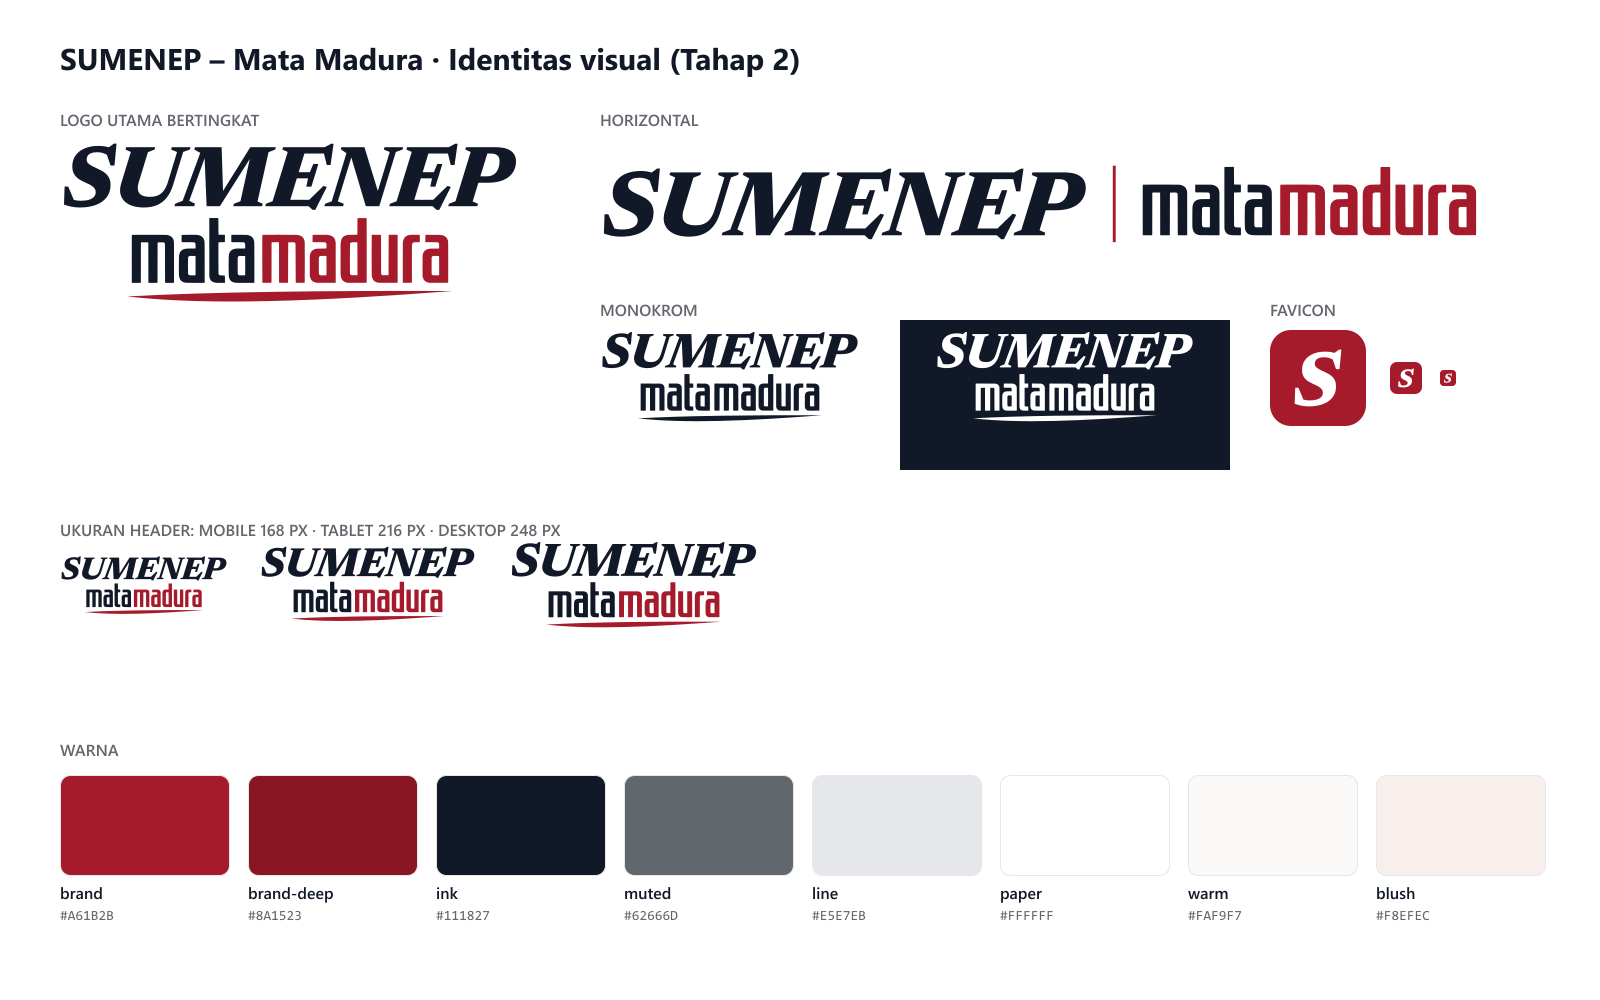 SUMENEP – Mata Madura · Identitas visual (Tahap 2)
LOGO UTAMA BERTINGKAT
SUMENEP
matamadura
HORIZONTAL
SUMENEP | matamadura
MONOKROM
SUMENEP
matamadura
SUMENEP
matamadura
FAVICON
S S S
UKURAN HEADER: MOBILE 168 PX · TABLET 216 PX · DESKTOP 248 PX
SUMENEP
matamadura
SUMENEP
matamadura
SUMENEP
matamadura
WARNA
brand
#A61B2B
brand-deep
#8A1523
ink
#111827
muted
#62666D
line
#E5E7EB
paper
#FFFFFF
warm
#FAF9F7
blush
#F8EFEC